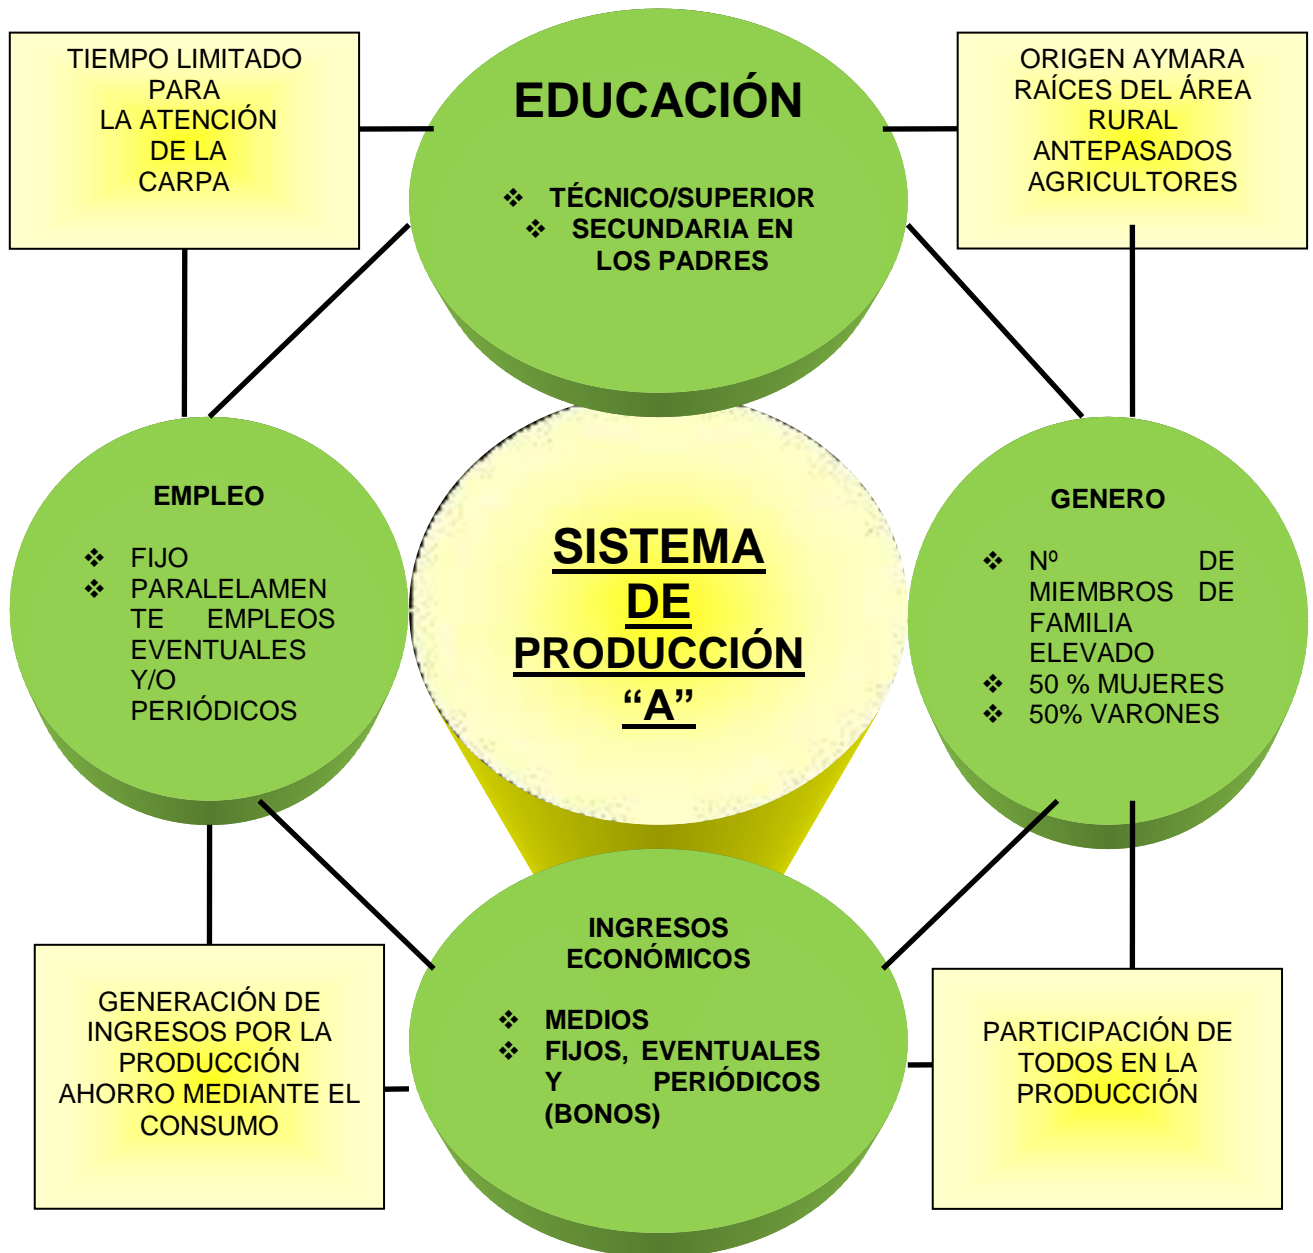 TIEMPO LIMITADO
PARA
LA ATENCIÓN
DE LA
CARPA
EDUCACIÓN
❖ TÉCNICO/SUPERIOR
❖ SECUNDARIA EN
LOS PADRES
ORIGEN AYMARA
RAÍCES DEL ÁREA
RURAL
ANTEPASADOS
AGRICULTORES
EMPLEO
❖ FIJO
❖ PARALELAMEN
TE EMPLEOS
EVENTUALES
Y/O
PERIÓDICOS
SISTEMA
DE
PRODUCCIÓN
“A”
GENERO
❖ Nº DE
MIEMBROS DE
FAMILIA
ELEVADO
❖ 50 % MUJERES
❖ 50% VARONES
GENERACIÓN DE
INGRESOS POR LA
PRODUCCIÓN
AHORRO MEDIANTE EL
CONSUMO
INGRESOS
ECONÓMICOS
❖ MEDIOS
❖ FIJOS, EVENTUALES
Y PERIÓDICOS
(BONOS)
PARTICIPACIÓN DE
TODOS EN LA
PRODUCCIÓN